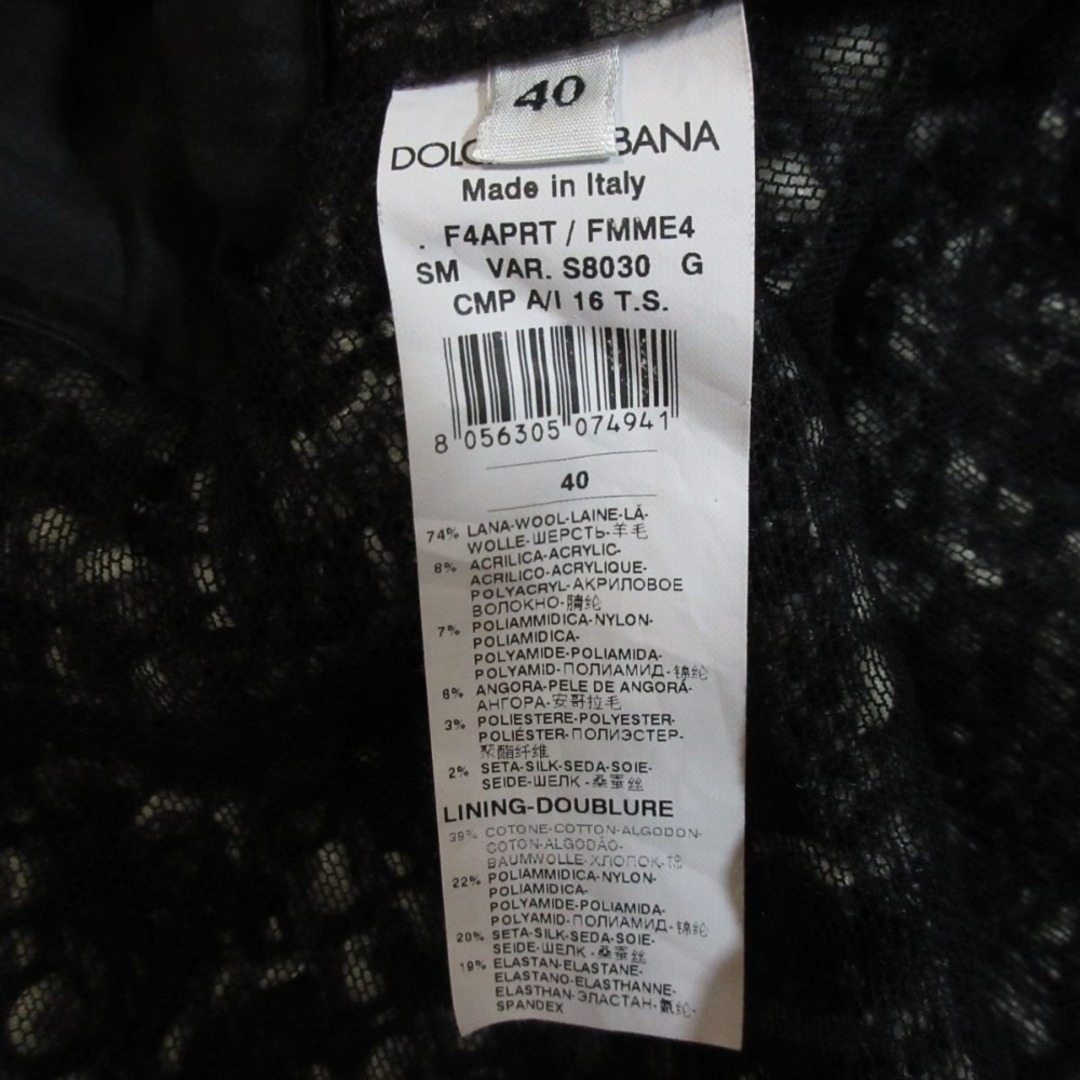 40
DOLC BANA
Made in Italy
. F4APRT / FMME4
SM VAR. S8030 G
CMP A/I 16 T.S.
8 056305 074941
40
74% LANA-WOOL-LAINE-LÃ-
WOLLE-ШЕРСТЬ-羊毛
8% ACRILICA-ACRYLIC-
ACRILICO-ACRYLIQUE-
POLYACRYL-АКРИЛОВОЕ
ВОЛОКНО-腈纶
7% POLIAMMIDICA-NYLON-
POLIAMIDICA-
POLYAMIDE-POLIAMIDA-
POLYAMID-ПОЛИАМИД-锦纶
6% ANGORA-PELE DE ANGORÁ-
АНГОРА-安哥拉毛
3% POLIESTERE-POLYESTER-
POLIÉSTER-ПОЛИЭСТЕР-
聚酯纤维
2% SETA-SILK-SEDA-SOIE-
SEIDE-ШЕЛК-桑蚕丝
LINING-DOUBLURE
39% COTONE-COTTON-ALGODON-
COTON-ALGODÃO-
BAUMWOLLE-ХЛОПОК-棉
22% POLIAMMIDICA-NYLON-
POLIAMIDICA-
POLYAMIDE-POLIAMIDA-
POLYAMID-ПОЛИАМИД-锦纶
20% SETA-SILK-SEDA-SOIE-
SEIDE-ШЕЛК-桑蚕丝
19% ELASTAN-ELASTANE-
ELASTANO-ELASTHANNE-
ELASTHAN-ЭЛАСТАН-氨纶-
SPANDEX